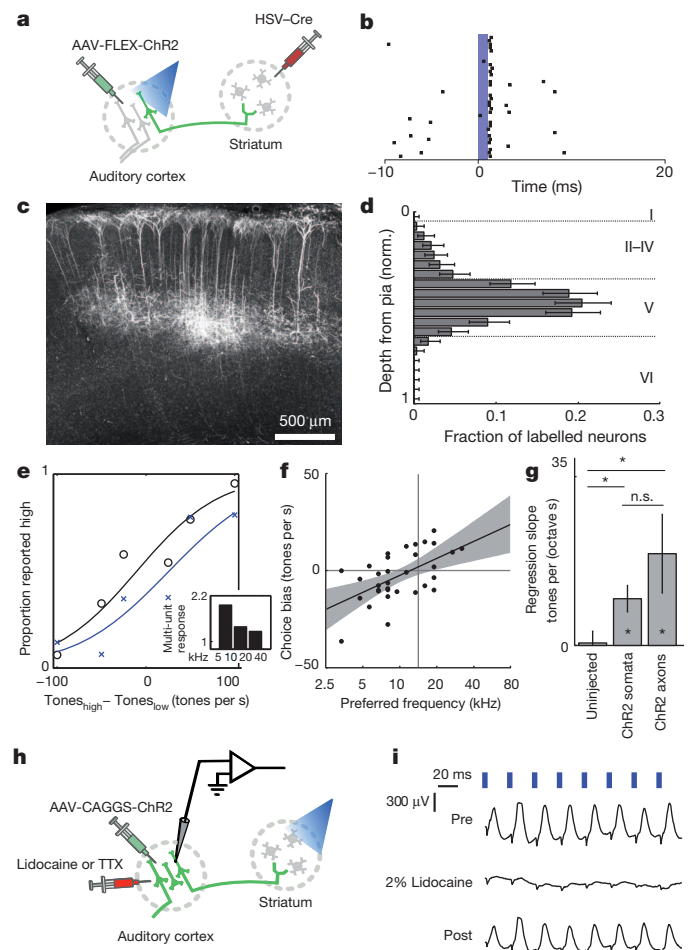 a
HSV–Cre
AAV-FLEX-ChR2
Striatum
Auditory cortex
b
–10 0 20
Time (ms)
c
500 µm
d
0
1
Depth from pia (norm.)
I
II–IV
V
VI
0 0.1 0.2 0.3
Fraction of labelled neurons
e
1
0
Proportion reported high
–100 0 100
Tones_high – Tones_low (tones per s)
2.2
1
Multi-unit response
kHz 5 10 20 40
f
50
0
–50
Choice bias (tones per s)
2.5 5 10 20 40 80
Preferred frequency (kHz)
g
35
0
Regression slope
tones per (octave s)
*
*
n.s.
*
*
Uninjected
ChR2 somata
ChR2 axons
h
AAV-CAGGS-ChR2
Lidocaine or TTX
Striatum
Auditory cortex
i
20 ms
300 µV
Pre
2% Lidocaine
Post